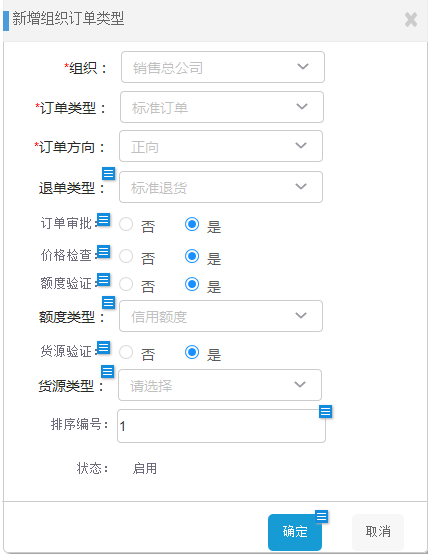 新增组织订单类型
*组织： 销售总公司
*订单类型： 标准订单
*订单方向： 正向
退单类型： 标准退货
订单审批： 否 是
价格检查： 否 是
额度验证： 否 是
额度类型： 信用额度
货源验证： 否 是
货源类型： 请选择
排序编号： 1
状态： 启用
确定 取消